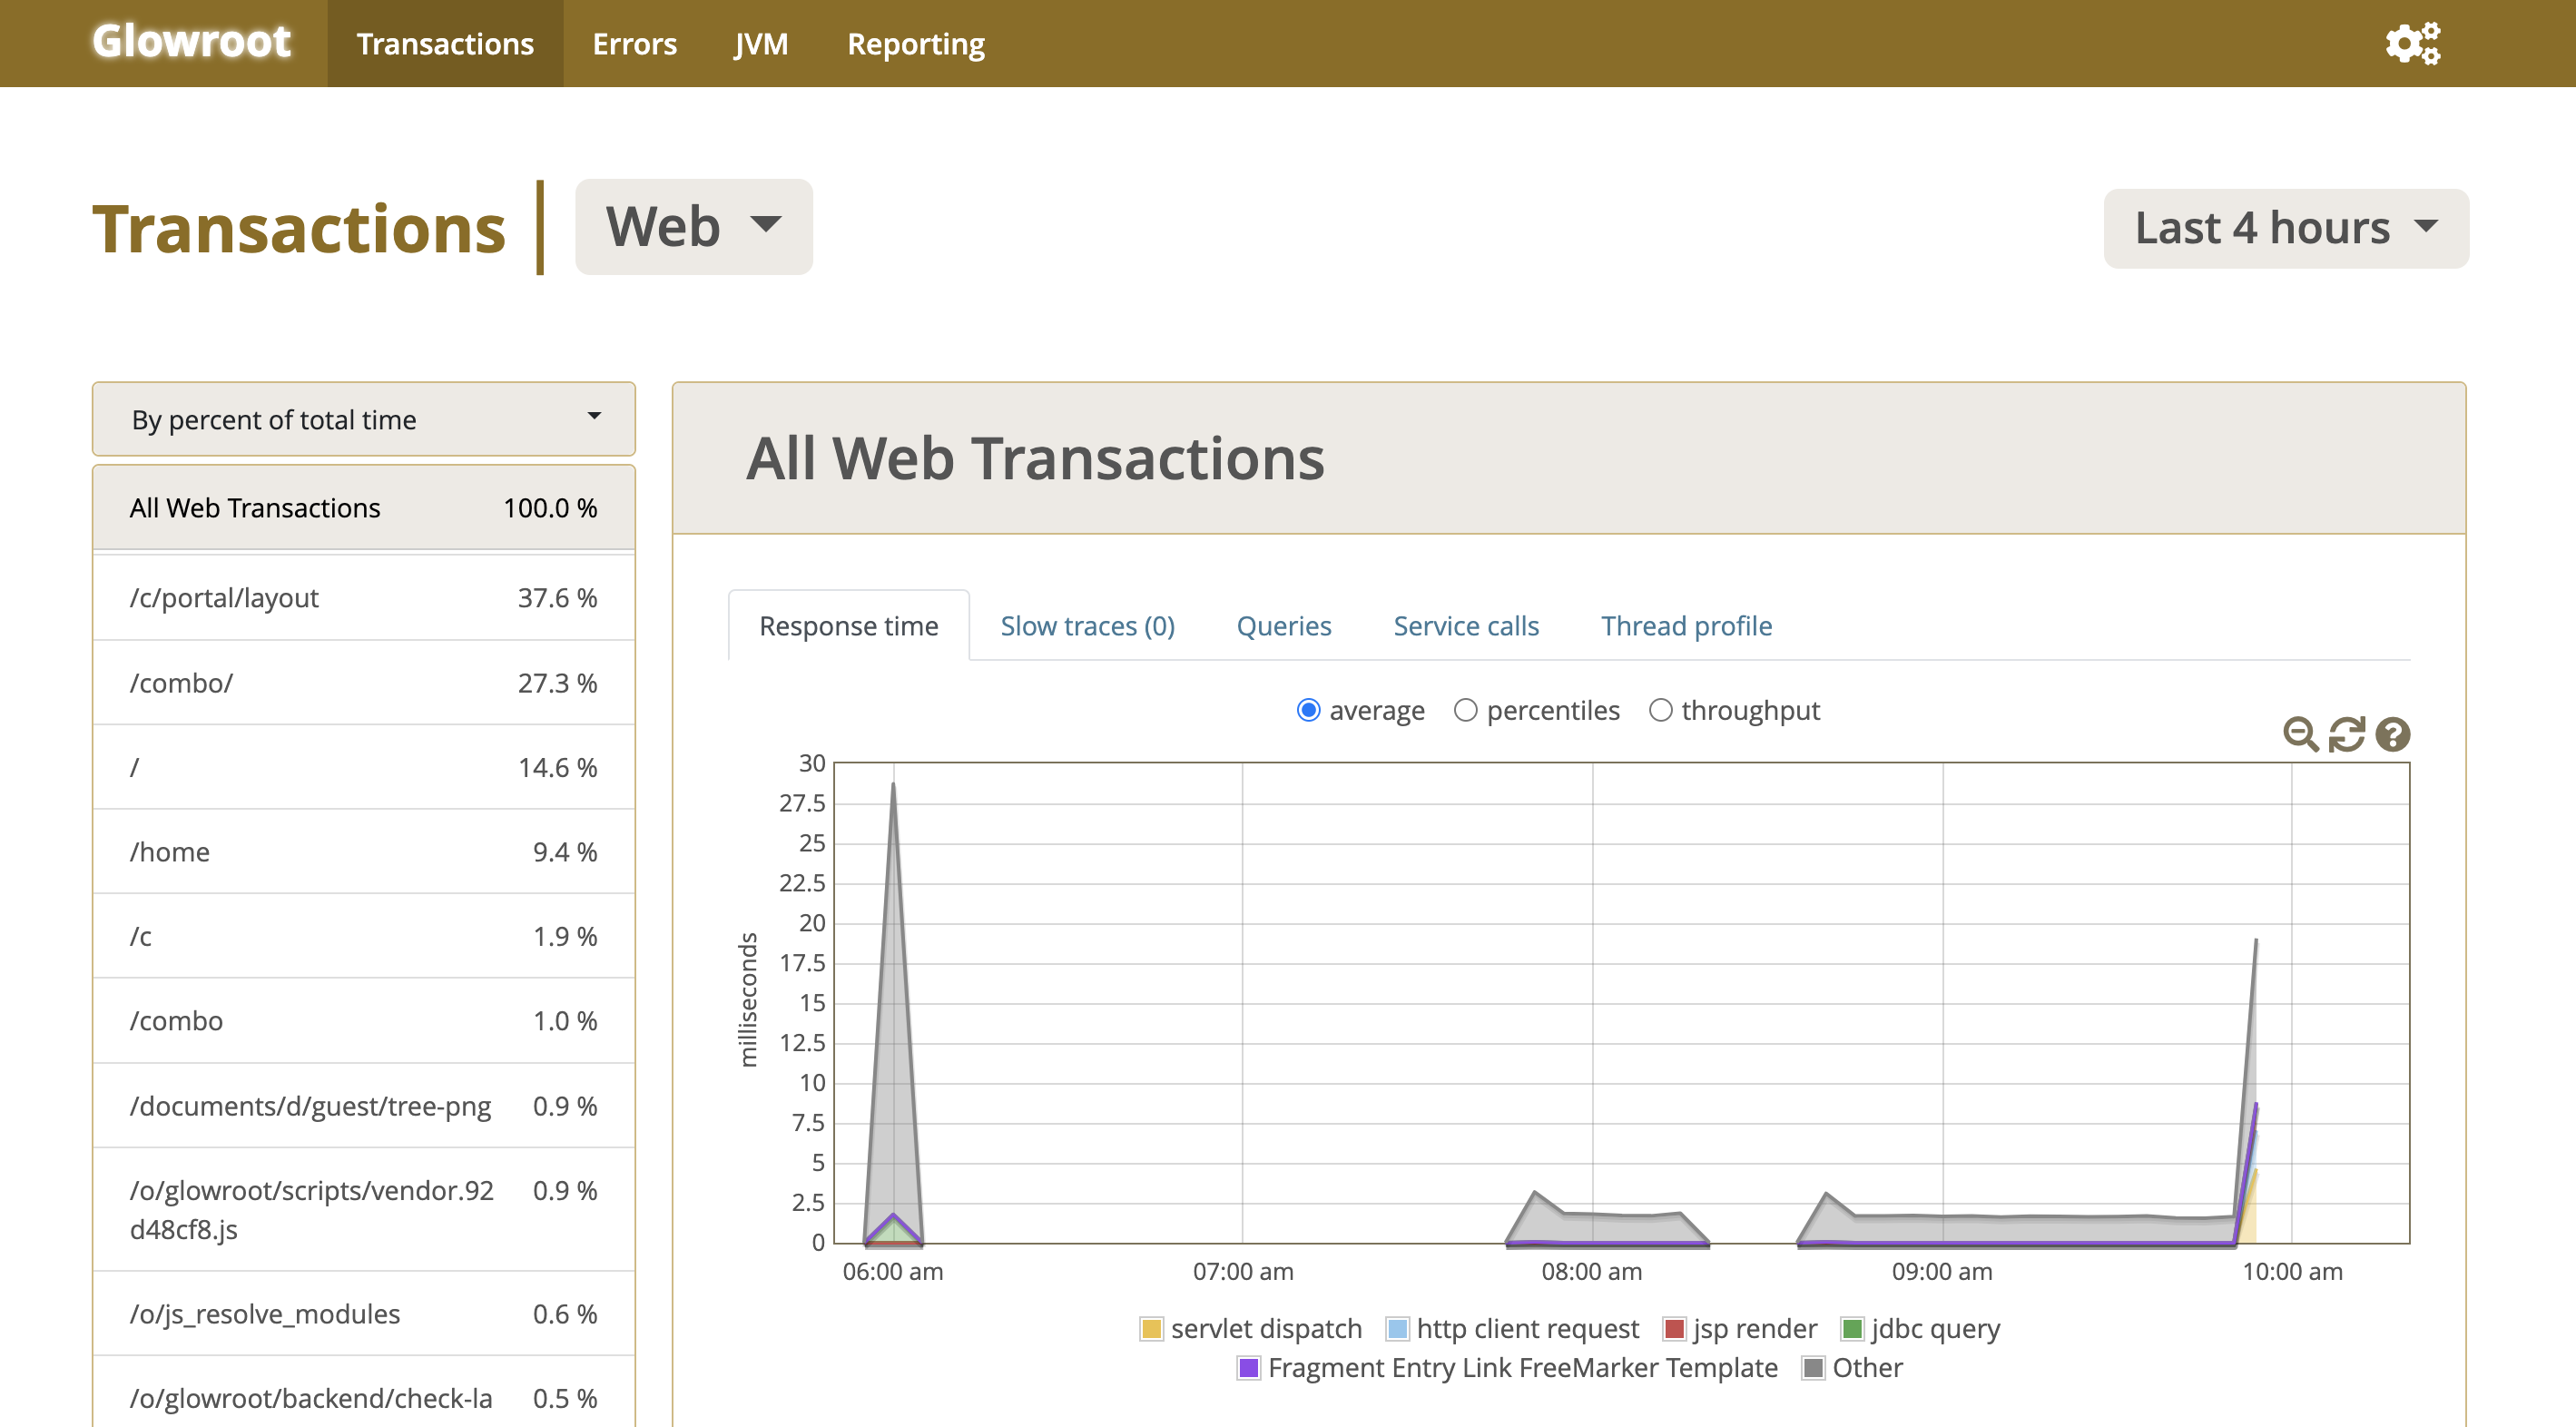 Glowroot Transactions Errors JVM Reporting
Transactions Web Last 4 hours
By percent of total time
All Web Transactions 100.0 %
/c/portal/layout 37.6 %
/combo/ 27.3 %
/ 14.6 %
/home 9.4 %
/c 1.9 %
/combo 1.0 %
/documents/d/guest/tree-png 0.9 %
/o/glowroot/scripts/vendor.92 0.9 %
d48cf8.js
/o/js_resolve_modules 0.6 %
/o/glowroot/backend/check-la 0.5 %
All Web Transactions
Response time Slow traces (0) Queries Service calls Thread profile
average percentiles throughput
milliseconds
30
27.5
25
22.5
20
17.5
15
12.5
10
7.5
5
2.5
0
06:00 am 07:00 am 08:00 am 09:00 am 10:00 am
servlet dispatch http client request jsp render jdbc query
Fragment Entry Link FreeMarker Template Other